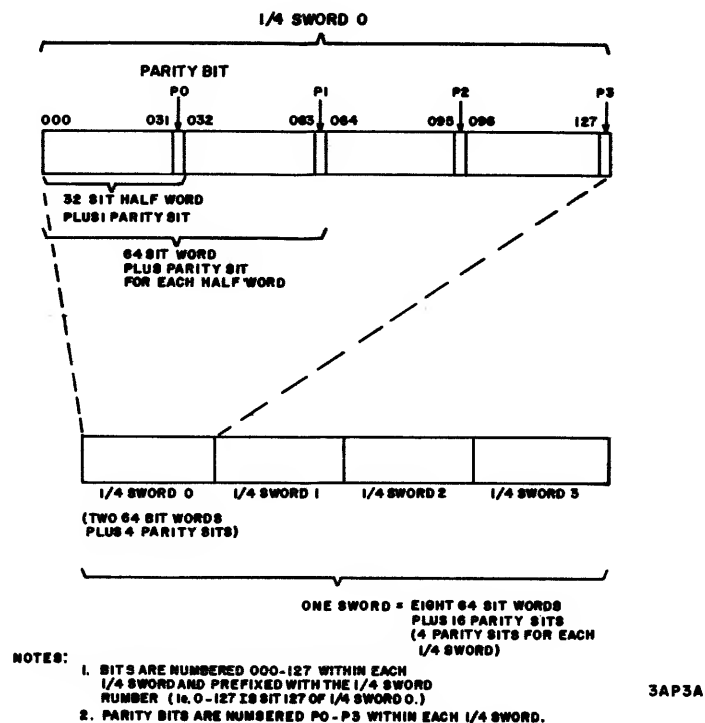 1/4 SWORD 0
PARITY BIT
P0 P1 P2 P3
000 031 032 063 064 095 096 127
32 BIT HALF WORD
PLUS 1 PARITY BIT
64 BIT WORD
PLUS PARITY BIT
FOR EACH HALF WORD
1/4 SWORD 0 1/4 SWORD 1 1/4 SWORD 2 1/4 SWORD 3
(TWO 64 BIT WORDS
PLUS 4 PARITY BITS)
ONE SWORD = EIGHT 64 BIT WORDS
PLUS 16 PARITY BITS
(4 PARITY BITS FOR EACH
1/4 SWORD)
NOTES:
1. BITS ARE NUMBERED 000-127 WITHIN EACH
1/4 SWORD AND PREFIXED WITH THE 1/4 SWORD
NUMBER (ie. 0-127 IS BIT 127 OF 1/4 SWORD 0.)
2. PARITY BITS ARE NUMBERED P0-P3 WITHIN EACH 1/4 SWORD.
3AP3A